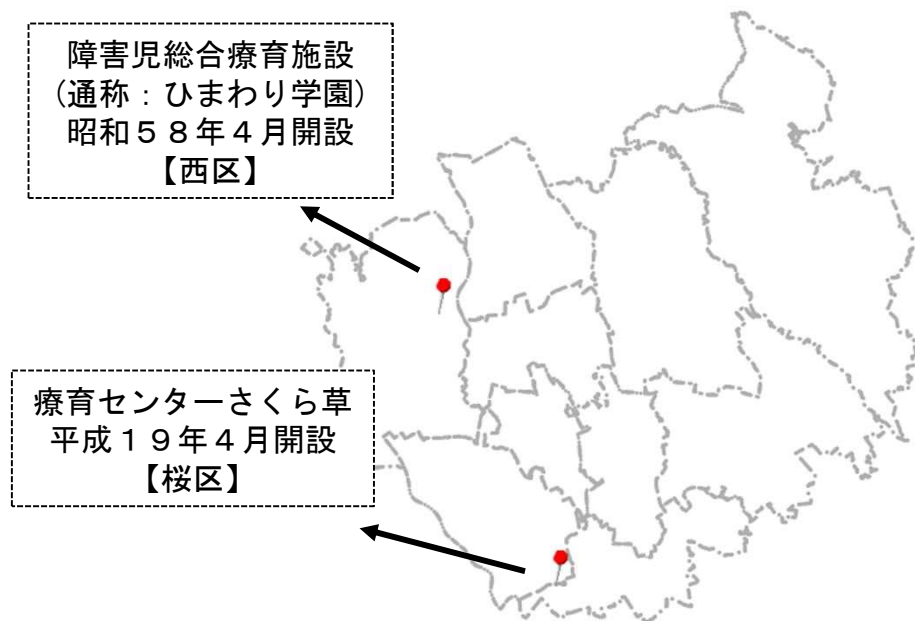 障害児総合療育施設
(通称：ひまわり学園)
昭和５８年４月開設
【西区】
療育センターさくら草
平成１９年４月開設
【桜区】